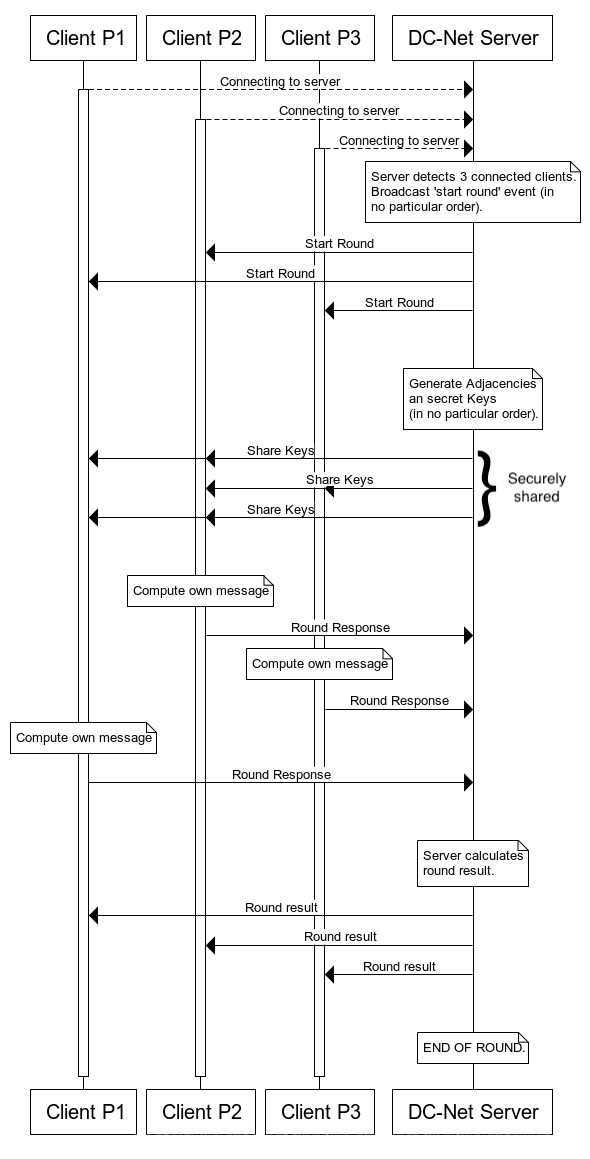 Client P1
Client P2
Client P3
DC-Net Server
Connecting to server
Connecting to server
Connecting to server
Server detects 3 connected clients.
Broadcast 'start round' event (in
no particular order).
Start Round
Start Round
Start Round
Generate Adjacencies
an secret Keys
(in no particular order).
Share Keys
Share Keys
Share Keys
Securely
shared
Compute own message
Round Response
Compute own message
Round Response
Compute own message
Round Response
Server calculates
round result.
Round result
Round result
Round result
END OF ROUND.
Client P1
Client P2
Client P3
DC-Net Server